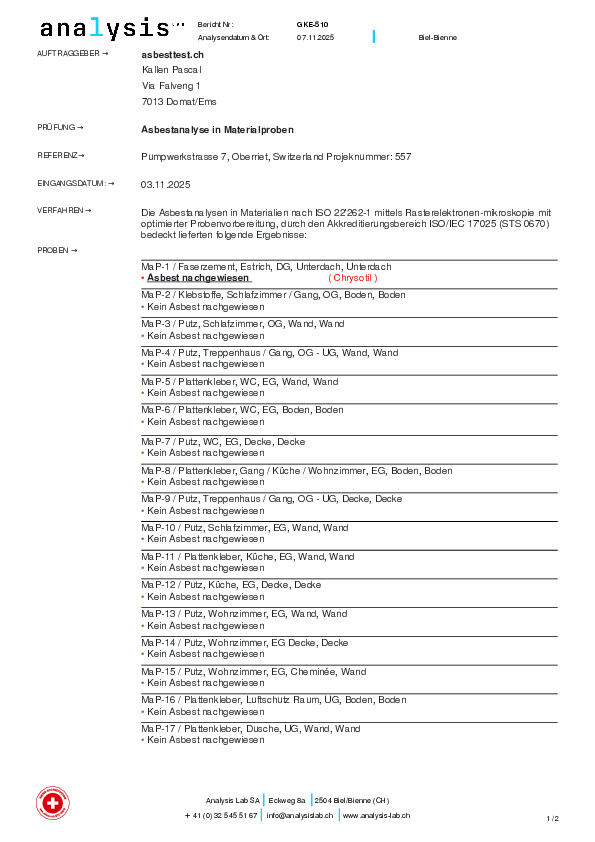 analysis
Bericht Nr: GKE-510
Analysendatum & Ort: 07.11.2025 Biel-Bienne
AUFTRAGGEBER → asbesttest.ch
Kallen Pascal
Via Falveng 1
7013 Domat/Ems
PRÜFUNG → Asbestanalyse in Materialproben
REFERENZ→ Pumpwerkstrasse 7, Oberriet, Switzerland Projeknummer: 557
EINGANGSDATUM: → 03.11.2025
VERFAHREN → Die Asbestanalysen in Materialien nach ISO 22'262-1 mittels Rasterelektronen-mikroskopie mit
optimierter Probenvorbereitung, durch den Akkreditierungsbereich ISO/IEC 17'025 (STS 0670)
bedeckt lieferten folgende Ergebnisse:
PROBEN →
MaP-1 / Faserzement, Estrich, DG, Unterdach, Unterdach
• Asbest nachgewiesen ( Chrysotil )
MaP-2 / Klebstoffe, Schlafzimmer / Gang, OG, Boden, Boden
• Kein Asbest nachgewiesen
MaP-3 / Putz, Schlafzimmer, OG, Wand, Wand
• Kein Asbest nachgewiesen
MaP-4 / Putz, Treppenhaus / Gang, OG - UG, Wand, Wand
• Kein Asbest nachgewiesen
MaP-5 / Plattenkleber, WC, EG, Wand, Wand
• Kein Asbest nachgewiesen
MaP-6 / Plattenkleber, WC, EG, Boden, Boden
• Kein Asbest nachgewiesen
MaP-7 / Putz, WC, EG, Decke, Decke
• Kein Asbest nachgewiesen
MaP-8 / Plattenkleber, Gang / Küche / Wohnzimmer, EG, Boden, Boden
• Kein Asbest nachgewiesen
MaP-9 / Putz, Treppenhaus / Gang, OG - UG, Decke, Decke
• Kein Asbest nachgewiesen
MaP-10 / Putz, Schlafzimmer, EG, Wand, Wand
• Kein Asbest nachgewiesen
MaP-11 / Plattenkleber, Küche, EG, Wand, Wand
• Kein Asbest nachgewiesen
MaP-12 / Putz, Küche, EG, Decke, Decke
• Kein Asbest nachgewiesen
MaP-13 / Putz, Wohnzimmer, EG, Wand, Wand
• Kein Asbest nachgewiesen
MaP-14 / Putz, Wohnzimmer, EG Decke, Decke
• Kein Asbest nachgewiesen
MaP-15 / Putz, Wohnzimmer, EG, Cheminée, Wand
• Kein Asbest nachgewiesen
MaP-16 / Plattenkleber, Luftschutz Raum, UG, Boden, Boden
• Kein Asbest nachgewiesen
MaP-17 / Plattenkleber, Dusche, UG, Wand, Wand
• Kein Asbest nachgewiesen
Analysis Lab SA | Eckweg 8a | 2504 Biel/Bienne (CH)
+ 41 (0) 32 545 51 67 | info@analysislab.ch | www.analysis-lab.ch
1 / 2